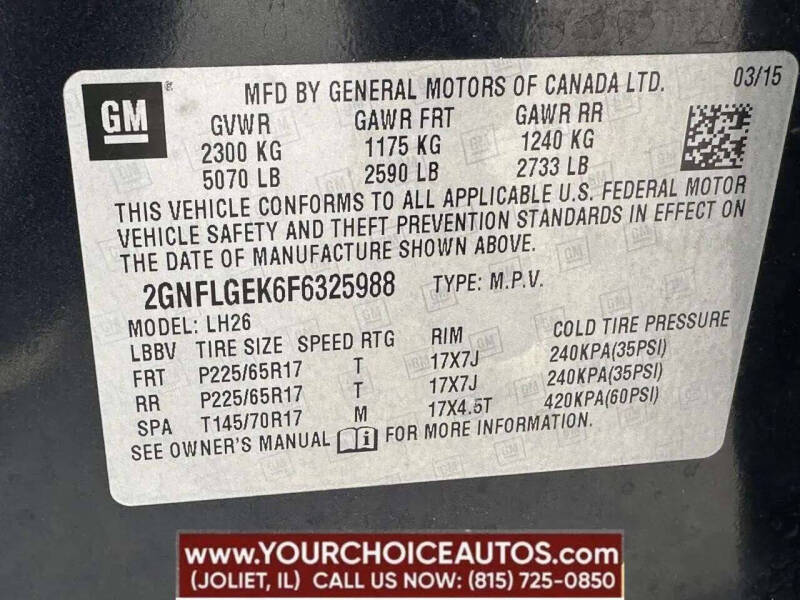 GM
MFD BY GENERAL MOTORS OF CANADA LTD. 03/15
GVWR GAWR FRT GAWR RR
2300 KG 1175 KG 1240 KG
5070 LB 2590 LB 2733 LB
THIS VEHICLE CONFORMS TO ALL APPLICABLE U.S. FEDERAL MOTOR
VEHICLE SAFETY AND THEFT PREVENTION STANDARDS IN EFFECT ON
THE DATE OF MANUFACTURE SHOWN ABOVE.
2GNFLGEK6F6325988 TYPE: M.P.V.
MODEL: LH26
LBBV TIRE SIZE SPEED RTG RIM COLD TIRE PRESSURE
FRT P225/65R17 T 17X7J 240KPA(35PSI)
RR P225/65R17 T 17X7J 240KPA(35PSI)
SPA T145/70R17 M 17X4.5T 420KPA(60PSI)
SEE OWNER'S MANUAL FOR MORE INFORMATION.
www.YOURCHOICEAUTOS.com
(JOLIET, IL) CALL US NOW: (815) 725-0850